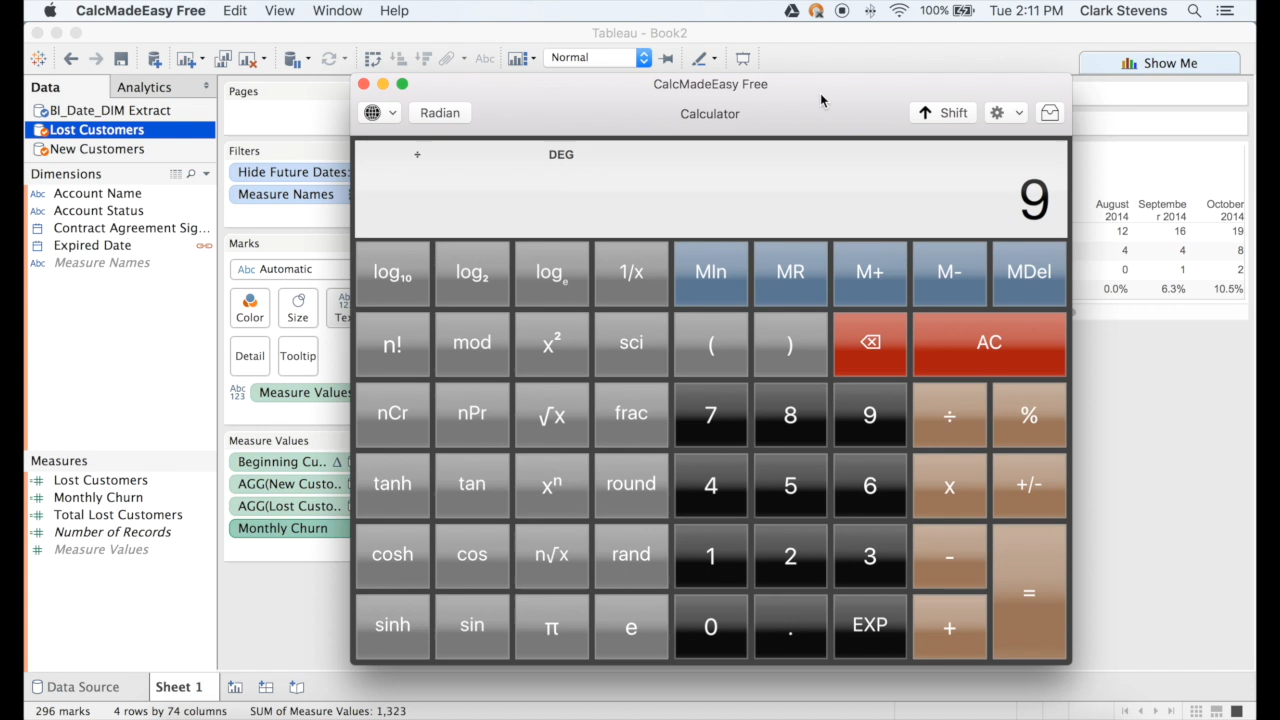 CalcMadeEasy Free Edit View Window Help 100% Tue 2:11 PM Clark Stevens
Tableau - Book2
Abc Normal Show Me
Data Analytics
BI_Date_DIM Extract
Lost Customers
New Customers
Dimensions
Abc Account Name
Abc Account Status
Contract Agreement Sig...
Expired Date
Abc Measure Names
Measures
Lost Customers
Monthly Churn
Total Lost Customers
Number of Records
Measure Values
Pages
Filters
Hide Future Dates:
Measure Names
Marks
Abc Automatic
Color Size
Detail Tooltip
Abc
123
Measure Values
Measure Values
Beginning Cu.. Δ
AGG(New Custo..
AGG(Lost Custo..
Monthly Churn
CalcMadeEasy Free
Radian Calculator Shift
÷ DEG
9
log₁₀ log₂ logₑ 1/x MIn MR M+ M- MDel
n! mod x² sci ( ) ⌫ AC
nCr nPr √x frac 7 8 9 ÷ %
tanh tan xⁿ round 4 5 6 x +/-
cosh cos n√x rand 1 2 3 - =
sinh sin π e 0 . EXP +
August Septembe October
2014 r 2014 2014
12 16 19
4 4 8
0 1 2
0.0% 6.3% 10.5%
Data Source Sheet 1
296 marks 4 rows by 74 columns SUM of Measure Values: 1,323